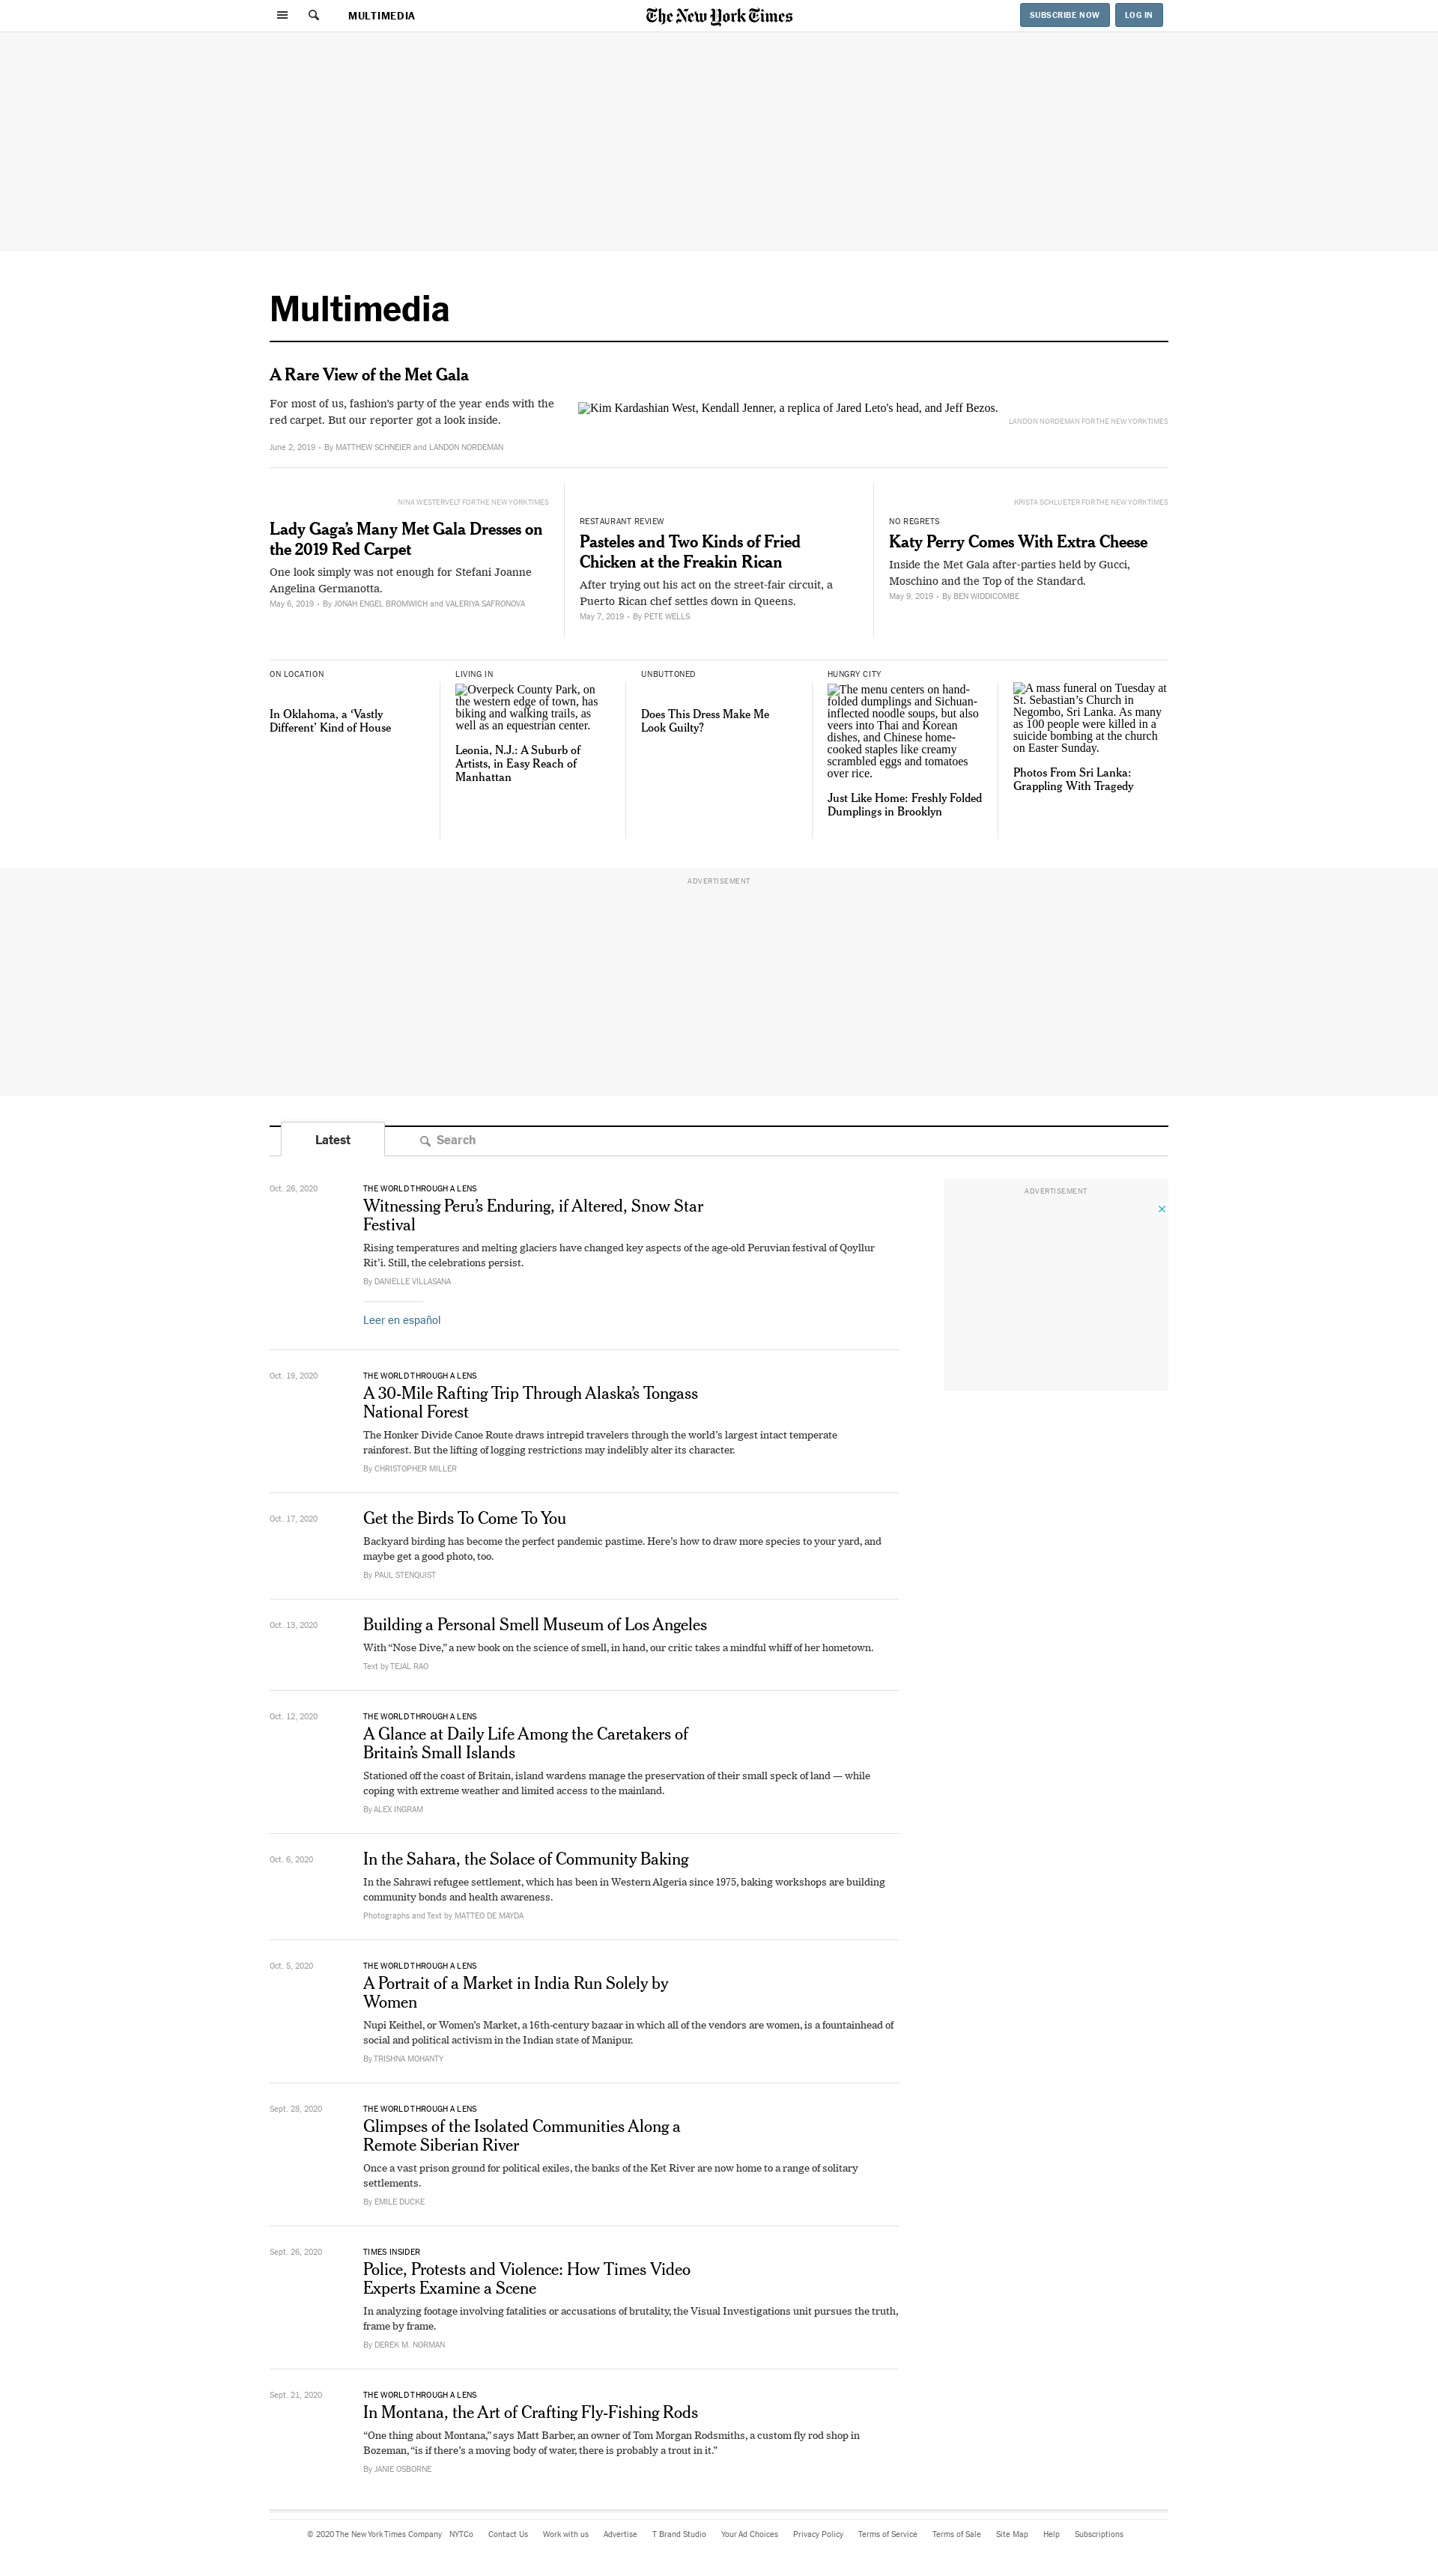 MULTIMEDIA
The New York Times
SUBSCRIBE NOW
LOG IN
Multimedia
A Rare View of the Met Gala
For most of us, fashion’s party of the year ends with the
red carpet. But our reporter got a look inside.
June 2, 2019 • By MATTHEW SCHNEIER and LANDON NORDEMAN
Kim Kardashian West, Kendall Jenner, a replica of Jared Leto's head, and Jeff Bezos.
LANDON NORDEMAN FOR THE NEW YORK TIMES
NINA WESTERVELT FOR THE NEW YORK TIMES
Lady Gaga’s Many Met Gala Dresses on
the 2019 Red Carpet
One look simply was not enough for Stefani Joanne
Angelina Germanotta.
May 6, 2019 • By JONAH ENGEL BROMWICH and VALERIYA SAFRONOVA
RESTAURANT REVIEW
Pasteles and Two Kinds of Fried
Chicken at the Freakin Rican
After trying out his act on the street-fair circuit, a
Puerto Rican chef settles down in Queens.
May 7, 2019 • By PETE WELLS
KRISTA SCHLUETER FOR THE NEW YORK TIMES
NO REGRETS
Katy Perry Comes With Extra Cheese
Inside the Met Gala after-parties held by Gucci,
Moschino and the Top of the Standard.
May 9, 2019 • By BEN WIDDICOMBE
ON LOCATION
In Oklahoma, a ‘Vastly
Different’ Kind of House
LIVING IN
Overpeck County Park, on
the western edge of town, has
biking and walking trails, as
well as an equestrian center.
Leonia, N.J.: A Suburb of
Artists, in Easy Reach of
Manhattan
UNBUTTONED
Does This Dress Make Me
Look Guilty?
HUNGRY CITY
The menu centers on hand-
folded dumplings and Sichuan-
inflected noodle soups, but also
veers into Thai and Korean
dishes, and Chinese home-
cooked staples like creamy
scrambled eggs and tomatoes
over rice.
Just Like Home: Freshly Folded
Dumplings in Brooklyn
A mass funeral on Tuesday at
St. Sebastian’s Church in
Negombo, Sri Lanka. As many
as 100 people were killed in a
suicide bombing at the church
on Easter Sunday.
Photos From Sri Lanka:
Grappling With Tragedy
ADVERTISEMENT
Latest
Search
Oct. 26, 2020
THE WORLD THROUGH A LENS
Witnessing Peru’s Enduring, if Altered, Snow Star
Festival
Rising temperatures and melting glaciers have changed key aspects of the age-old Peruvian festival of Qoyllur
Rit’i. Still, the celebrations persist.
By DANIELLE VILLASANA
Leer en español
ADVERTISEMENT
Oct. 19, 2020
THE WORLD THROUGH A LENS
A 30-Mile Rafting Trip Through Alaska’s Tongass
National Forest
The Honker Divide Canoe Route draws intrepid travelers through the world’s largest intact temperate
rainforest. But the lifting of logging restrictions may indelibly alter its character.
By CHRISTOPHER MILLER
Oct. 17, 2020
Get the Birds To Come To You
Backyard birding has become the perfect pandemic pastime. Here’s how to draw more species to your yard, and
maybe get a good photo, too.
By PAUL STENQUIST
Oct. 13, 2020
Building a Personal Smell Museum of Los Angeles
With “Nose Dive,” a new book on the science of smell, in hand, our critic takes a mindful whiff of her hometown.
Text by TEJAL RAO
Oct. 12, 2020
THE WORLD THROUGH A LENS
A Glance at Daily Life Among the Caretakers of
Britain’s Small Islands
Stationed off the coast of Britain, island wardens manage the preservation of their small speck of land — while
coping with extreme weather and limited access to the mainland.
By ALEX INGRAM
Oct. 6, 2020
In the Sahara, the Solace of Community Baking
In the Sahrawi refugee settlement, which has been in Western Algeria since 1975, baking workshops are building
community bonds and health awareness.
Photographs and Text by MATTEO DE MAYDA
Oct. 5, 2020
THE WORLD THROUGH A LENS
A Portrait of a Market in India Run Solely by
Women
Nupi Keithel, or Women’s Market, a 16th-century bazaar in which all of the vendors are women, is a fountainhead of
social and political activism in the Indian state of Manipur.
By TRISHNA MOHANTY
Sept. 28, 2020
THE WORLD THROUGH A LENS
Glimpses of the Isolated Communities Along a
Remote Siberian River
Once a vast prison ground for political exiles, the banks of the Ket River are now home to a range of solitary
settlements.
By EMILE DUCKE
Sept. 26, 2020
TIMES INSIDER
Police, Protests and Violence: How Times Video
Experts Examine a Scene
In analyzing footage involving fatalities or accusations of brutality, the Visual Investigations unit pursues the truth,
frame by frame.
By DEREK M. NORMAN
Sept. 21, 2020
THE WORLD THROUGH A LENS
In Montana, the Art of Crafting Fly-Fishing Rods
“One thing about Montana,” says Matt Barber, an owner of Tom Morgan Rodsmiths, a custom fly rod shop in
Bozeman, “is if there’s a moving body of water, there is probably a trout in it.”
By JANIE OSBORNE
© 2020 The New York Times Company NYTCo Contact Us Work with us Advertise T Brand Studio Your Ad Choices Privacy Policy Terms of Service Terms of Sale Site Map Help Subscriptions